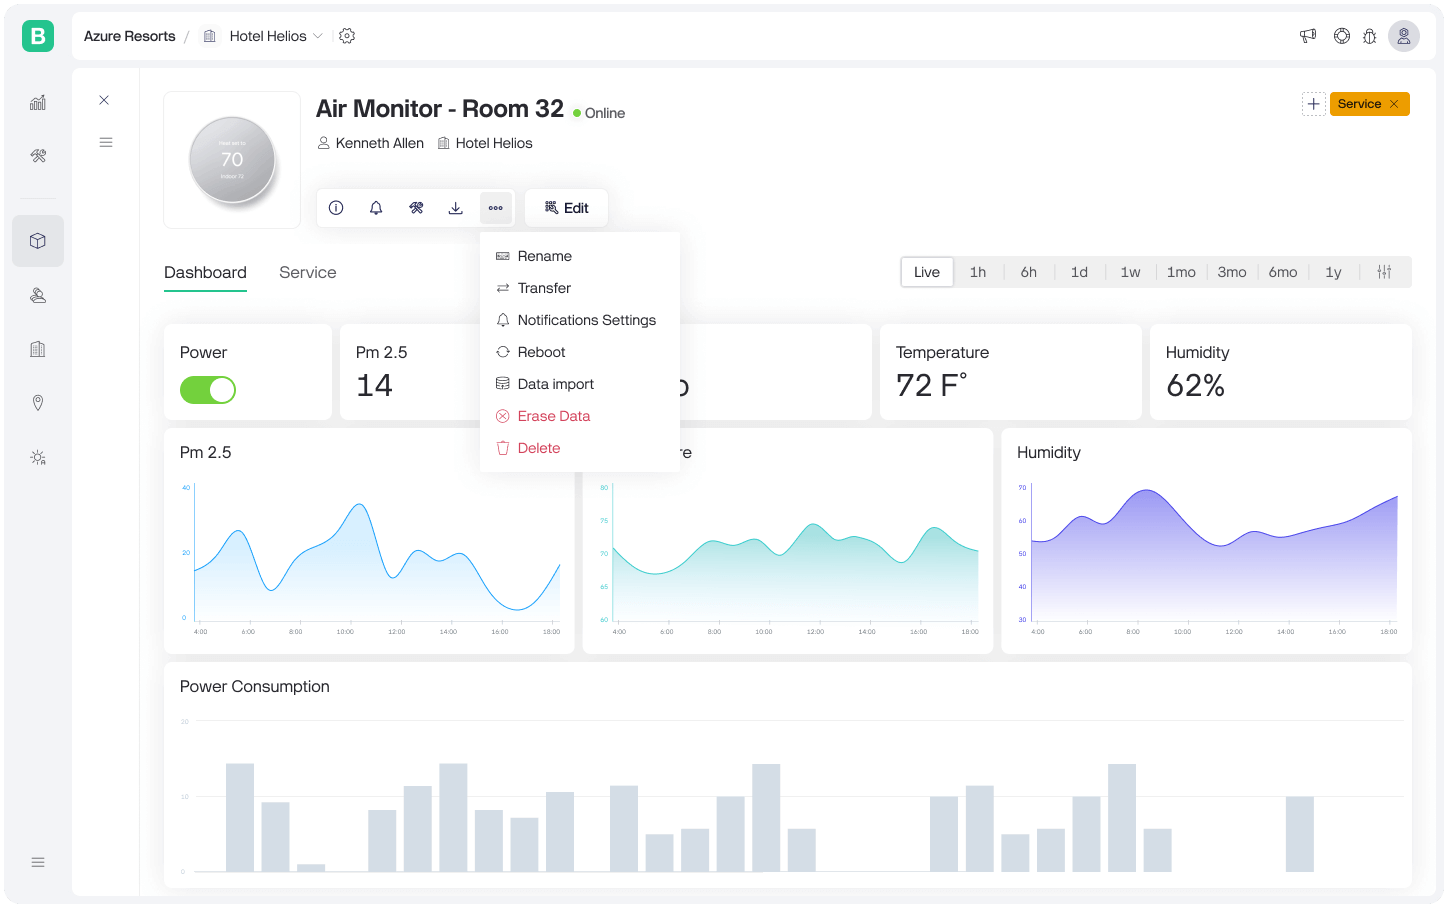 B
Azure Resorts / Hotel Helios
Heat set to
70
Indoor 72
Air Monitor - Room 32 Online
Kenneth Allen Hotel Helios
Service
Edit
Rename
Transfer
Notifications Settings
Reboot
Data import
Erase Data
Delete
Dashboard Service
Live 1h 6h 1d 1w 1mo 3mo 6mo 1y
Power
Pm 2.5
14
Temperature
72 F°
Humidity
62%
Pm 2.5
40
20
0
4:00 6:00 8:00 10:00 12:00 14:00 16:00 18:00
re
80
75
70
65
60
4:00 6:00 8:00 10:00 12:00 14:00 16:00 18:00
Humidity
70
60
50
40
30
4:00 6:00 8:00 10:00 12:00 14:00 16:00 18:00
Power Consumption
20
10
0